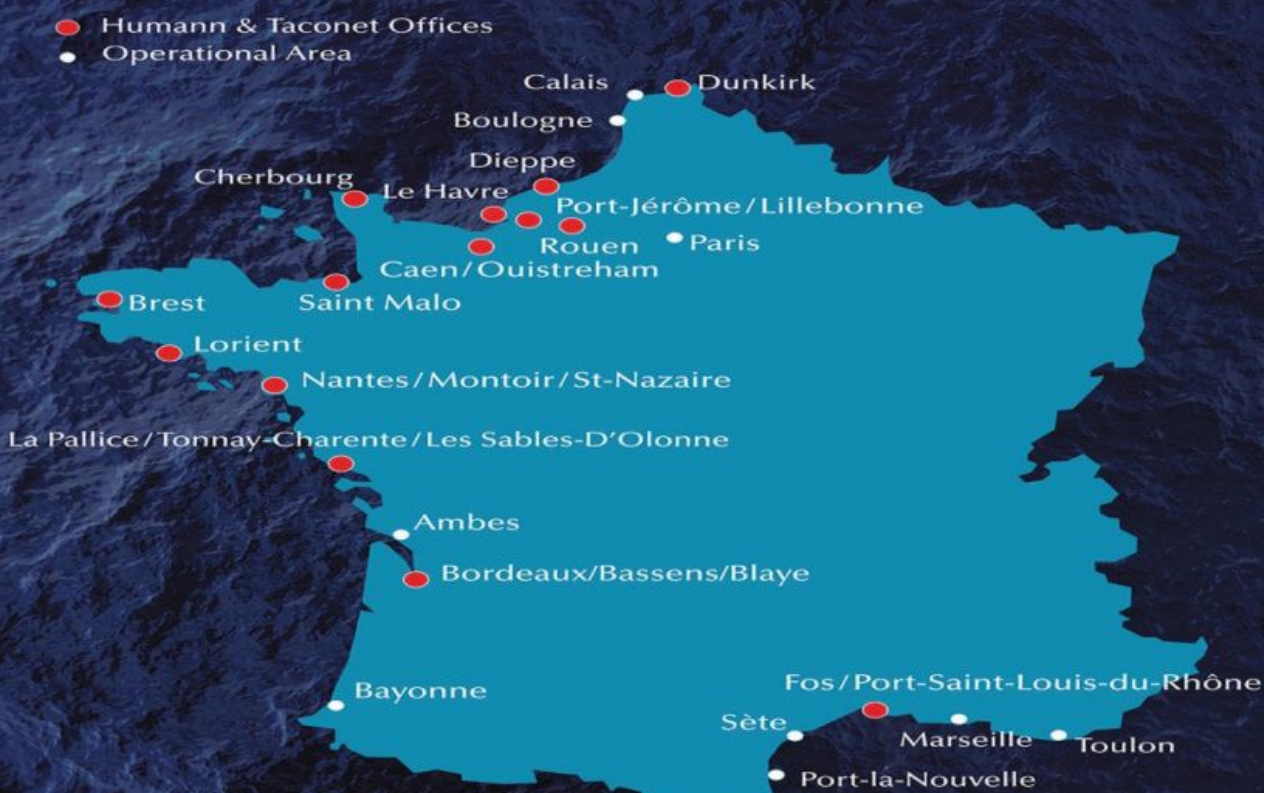 Humann & Taconet Offices
Operational Area
Calais
Dunkirk
Boulogne
Dieppe
Cherbourg
Le Havre
Port-Jérôme/Lillebonne
Rouen
Paris
Caen/Ouistreham
Brest
Saint Malo
Lorient
Nantes/Montoir/St-Nazaire
La Pallice/Tonnay-Charente/Les Sables-D'Olonne
Ambes
Bordeaux/Bassens/Blaye
Bayonne
Fos/Port-Saint-Louis-du-Rhône
Sète
Marseille
Toulon
Port-la-Nouvelle